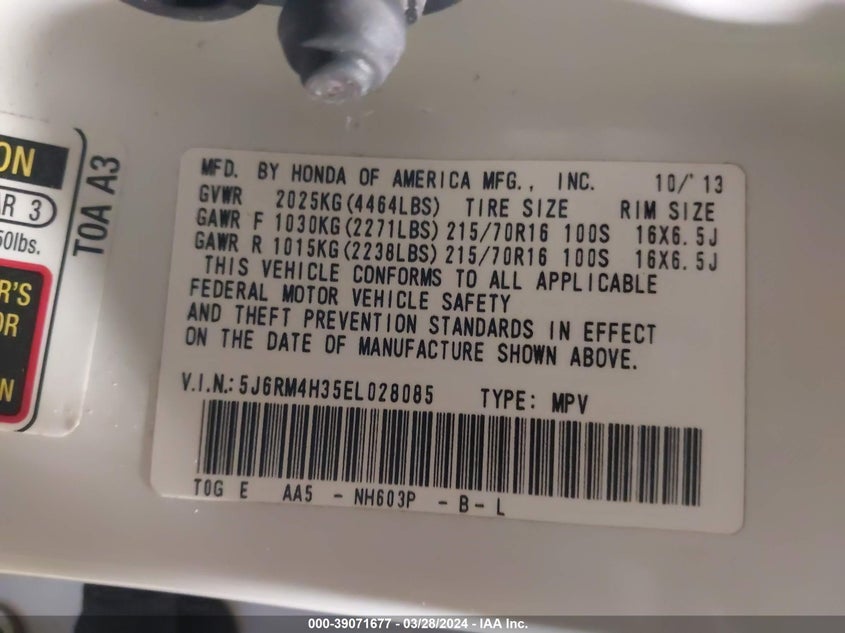 ON
AR 3
50lbs.
R'S
OR
N
T0A A3
MFD. BY HONDA OF AMERICA MFG., INC. 10/'13
GVWR 2025KG(4464LBS) TIRE SIZE RIM SIZE
GAWR F 1030KG(2271LBS) 215/70R16 100S 16X6.5J
GAWR R 1015KG(2238LBS) 215/70R16 100S 16X6.5J
THIS VEHICLE CONFORMS TO ALL APPLICABLE
FEDERAL MOTOR VEHICLE SAFETY
AND THEFT PREVENTION STANDARDS IN EFFECT
ON THE DATE OF MANUFACTURE SHOWN ABOVE.
V.I.N.: 5J6RM4H35EL028085 TYPE: MPV
T0G E AA5 - NH603P - B - L
000-39071677 - 03/28/2024 - IAA Inc.